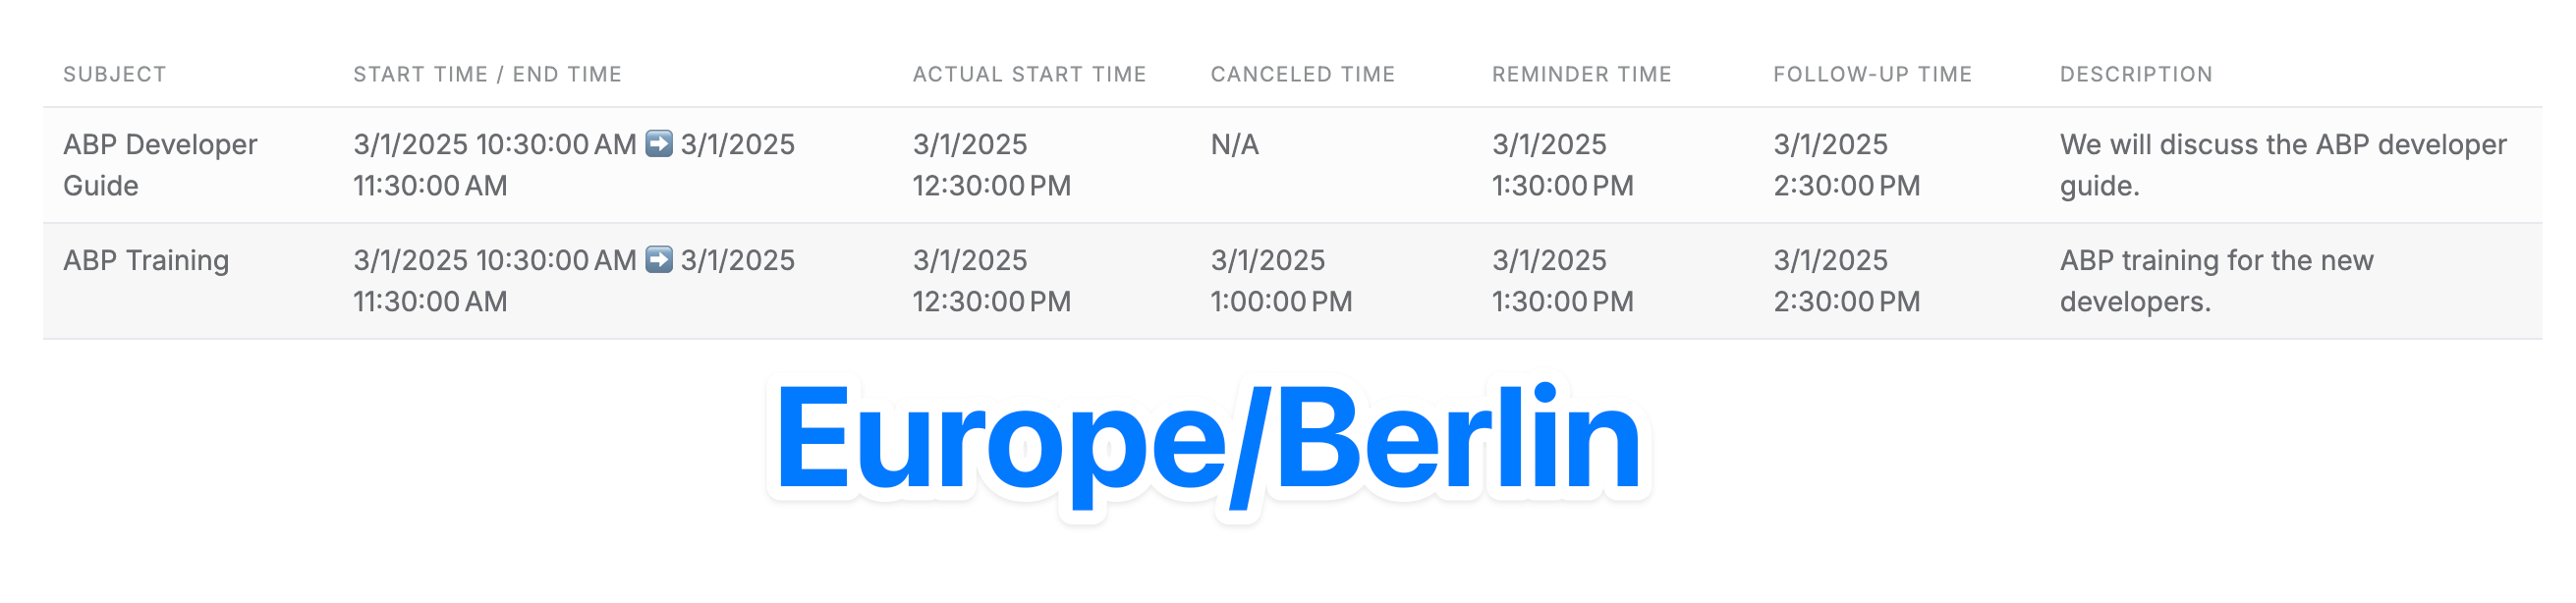 SUBJECT START TIME / END TIME ACTUAL START TIME CANCELED TIME REMINDER TIME FOLLOW-UP TIME DESCRIPTION
ABP Developer 3/1/2025 10:30:00 AM ➡️ 3/1/2025 3/1/2025 N/A 3/1/2025 3/1/2025 We will discuss the ABP developer
Guide 11:30:00 AM 12:30:00 PM 1:30:00 PM 2:30:00 PM guide.
ABP Training 3/1/2025 10:30:00 AM ➡️ 3/1/2025 3/1/2025 3/1/2025 3/1/2025 3/1/2025 ABP training for the new
11:30:00 AM 12:30:00 PM 1:00:00 PM 1:30:00 PM 2:30:00 PM developers.
Europe/Berlin